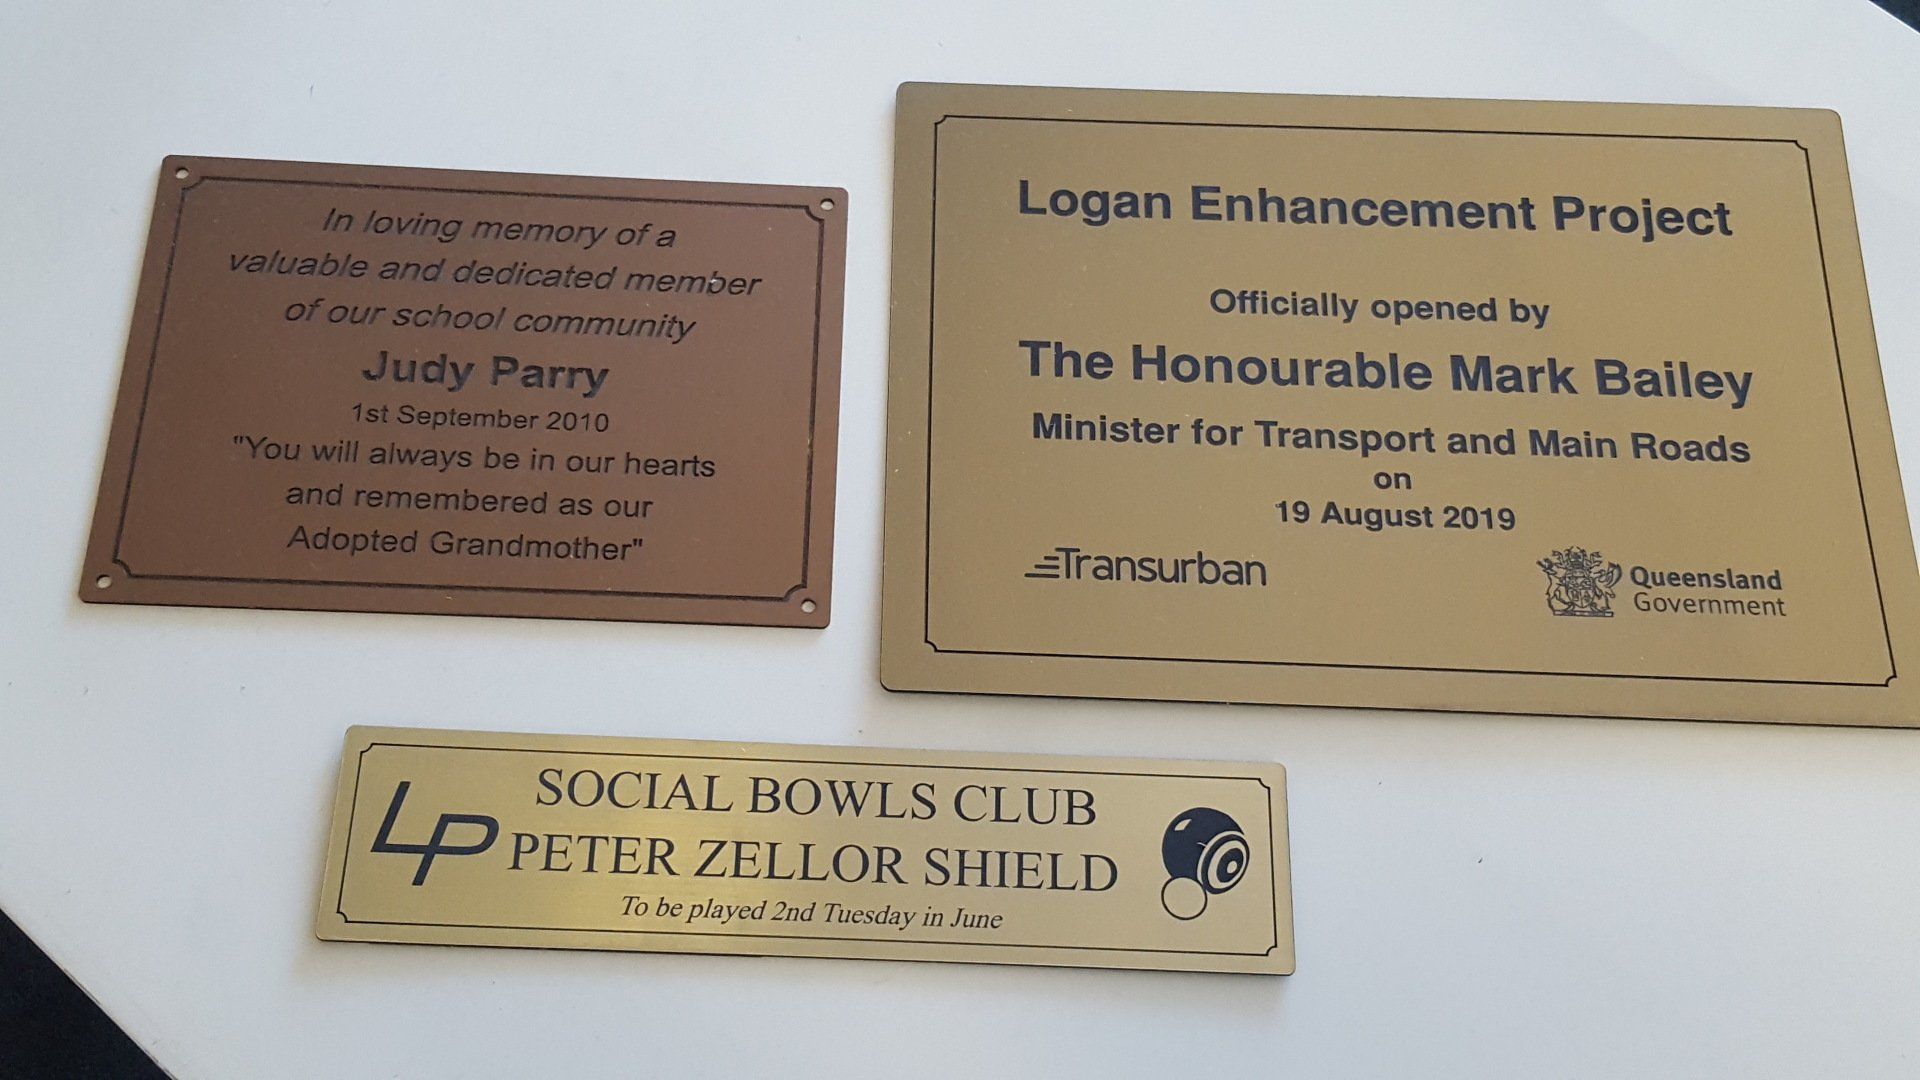 In loving memory of a
valuable and dedicated member
of our school community
Judy Parry
1st September 2010
"You will always be in our hearts
and remembered as our
Adopted Grandmother"
Logan Enhancement Project
Officially opened by
The Honourable Mark Bailey
Minister for Transport and Main Roads
on
19 August 2019
Transurban
Queensland
Government
LP
SOCIAL BOWLS CLUB
PETER ZELLOR SHIELD
To be played 2nd Tuesday in June